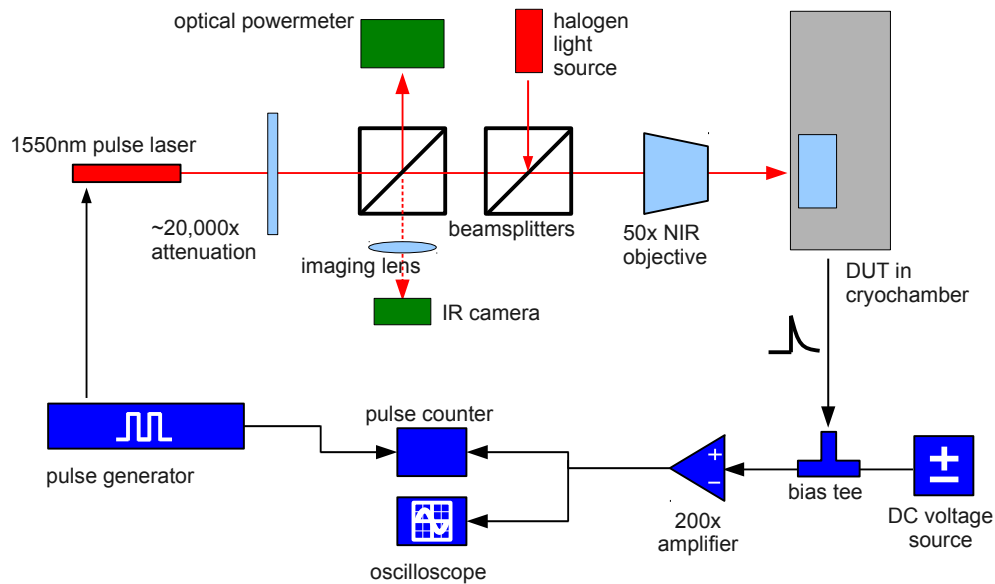 optical powermeter
halogen
light
source
1550nm pulse laser
~20,000x
attenuation
beamsplitters
50x NIR
objective
imaging lens
IR camera
DUT in
cryochamber
pulse counter
pulse generator
bias tee
200x
amplifier
DC voltage
source
oscilloscope